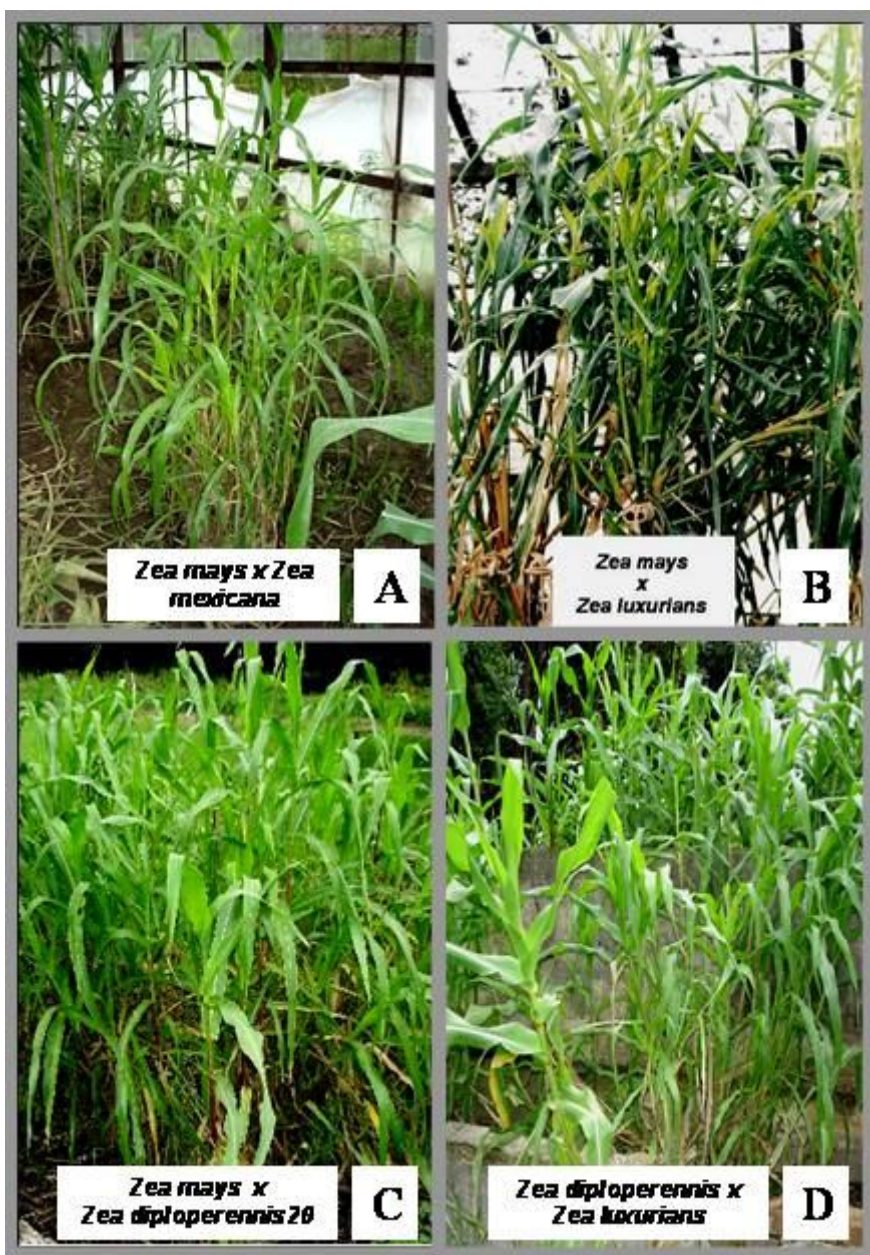 Zea mays x Zea
mexicana
A
Zea mays
x
Zea luxurians
B
Zea mays x
Zea diploperennis 20
C
Zea diploperennis x
Zea luxurians
D